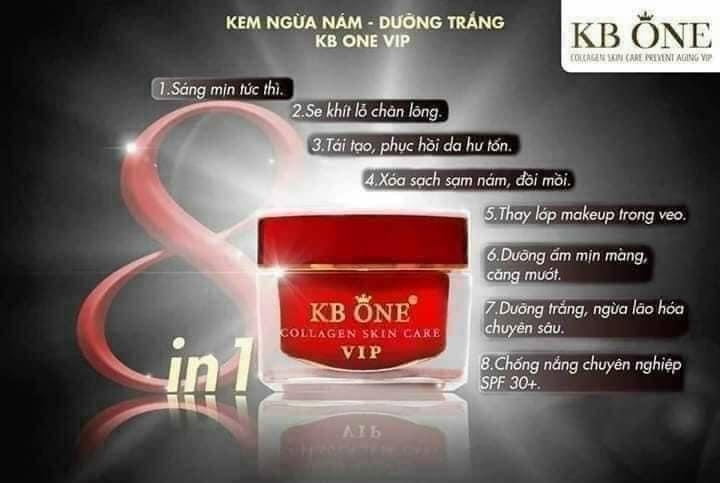 KEM NGỪA NÁM - DƯỠNG TRẮNG
KB ONE VIP
KB ONE
COLLAGEN SKIN CARE PREVENT AGING VIP
1.Sáng mịn tức thì.
2.Se khít lỗ chàn lông.
3.Tái tạo, phục hồi da hư tổn.
4.Xóa sạch sạm nám, đồi mồi.
5.Thay lớp makeup trong veo.
6.Dưỡng ẩm mịn màng,
căng mướt.
7.Dưỡng trắng, ngừa lão hóa
chuyên sâu.
8.Chống nắng chuyên nghiệp
SPF 30+.
8
in1
KB ONE®
COLLAGEN SKIN CARE
VIP